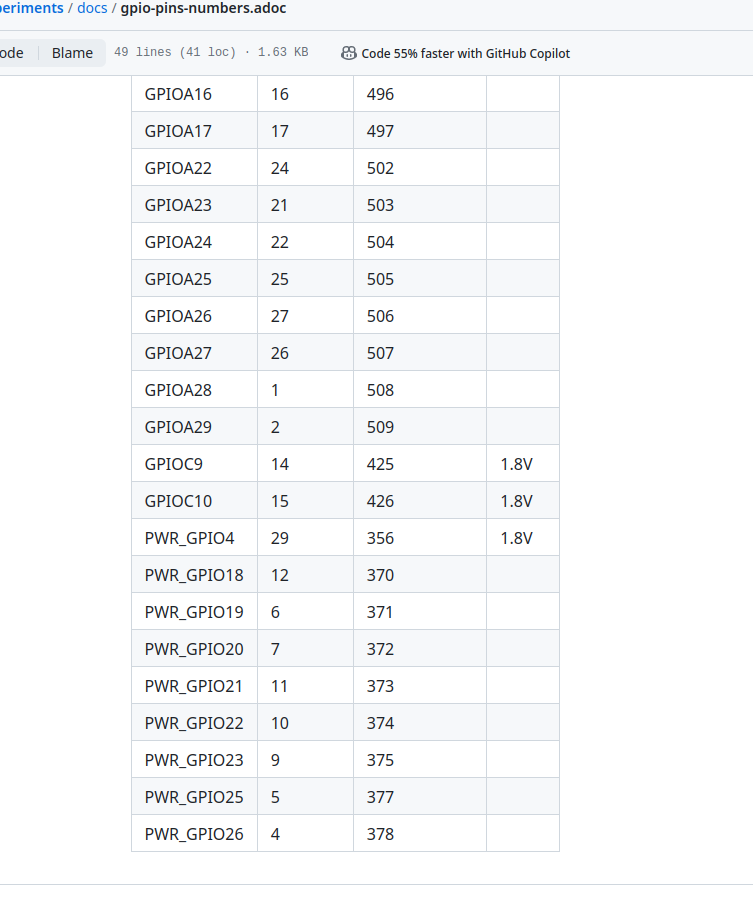 periments / docs / gpio-pins-numbers.adoc
ode Blame 49 lines (41 loc) · 1.63 KB Code 55% faster with GitHub Copilot
GPIOA16 16 496
GPIOA17 17 497
GPIOA22 24 502
GPIOA23 21 503
GPIOA24 22 504
GPIOA25 25 505
GPIOA26 27 506
GPIOA27 26 507
GPIOA28 1 508
GPIOA29 2 509
GPIOC9 14 425 1.8V
GPIOC10 15 426 1.8V
PWR_GPIO4 29 356 1.8V
PWR_GPIO18 12 370
PWR_GPIO19 6 371
PWR_GPIO20 7 372
PWR_GPIO21 11 373
PWR_GPIO22 10 374
PWR_GPIO23 9 375
PWR_GPIO25 5 377
PWR_GPIO26 4 378